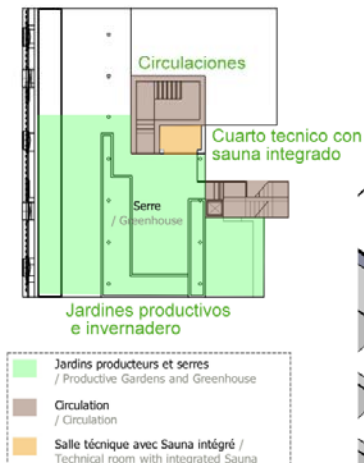 Circulaciones
Cuarto tecnico con
sauna integrado
Serre
/ Greenhouse
Jardines productivos
e invernadero
Jardins producteurs et serres
/ Productive Gardens and Greenhouse
Circulation
/ Circulation
Salle técnique avec Sauna intégré /
Technical room with integrated Sauna